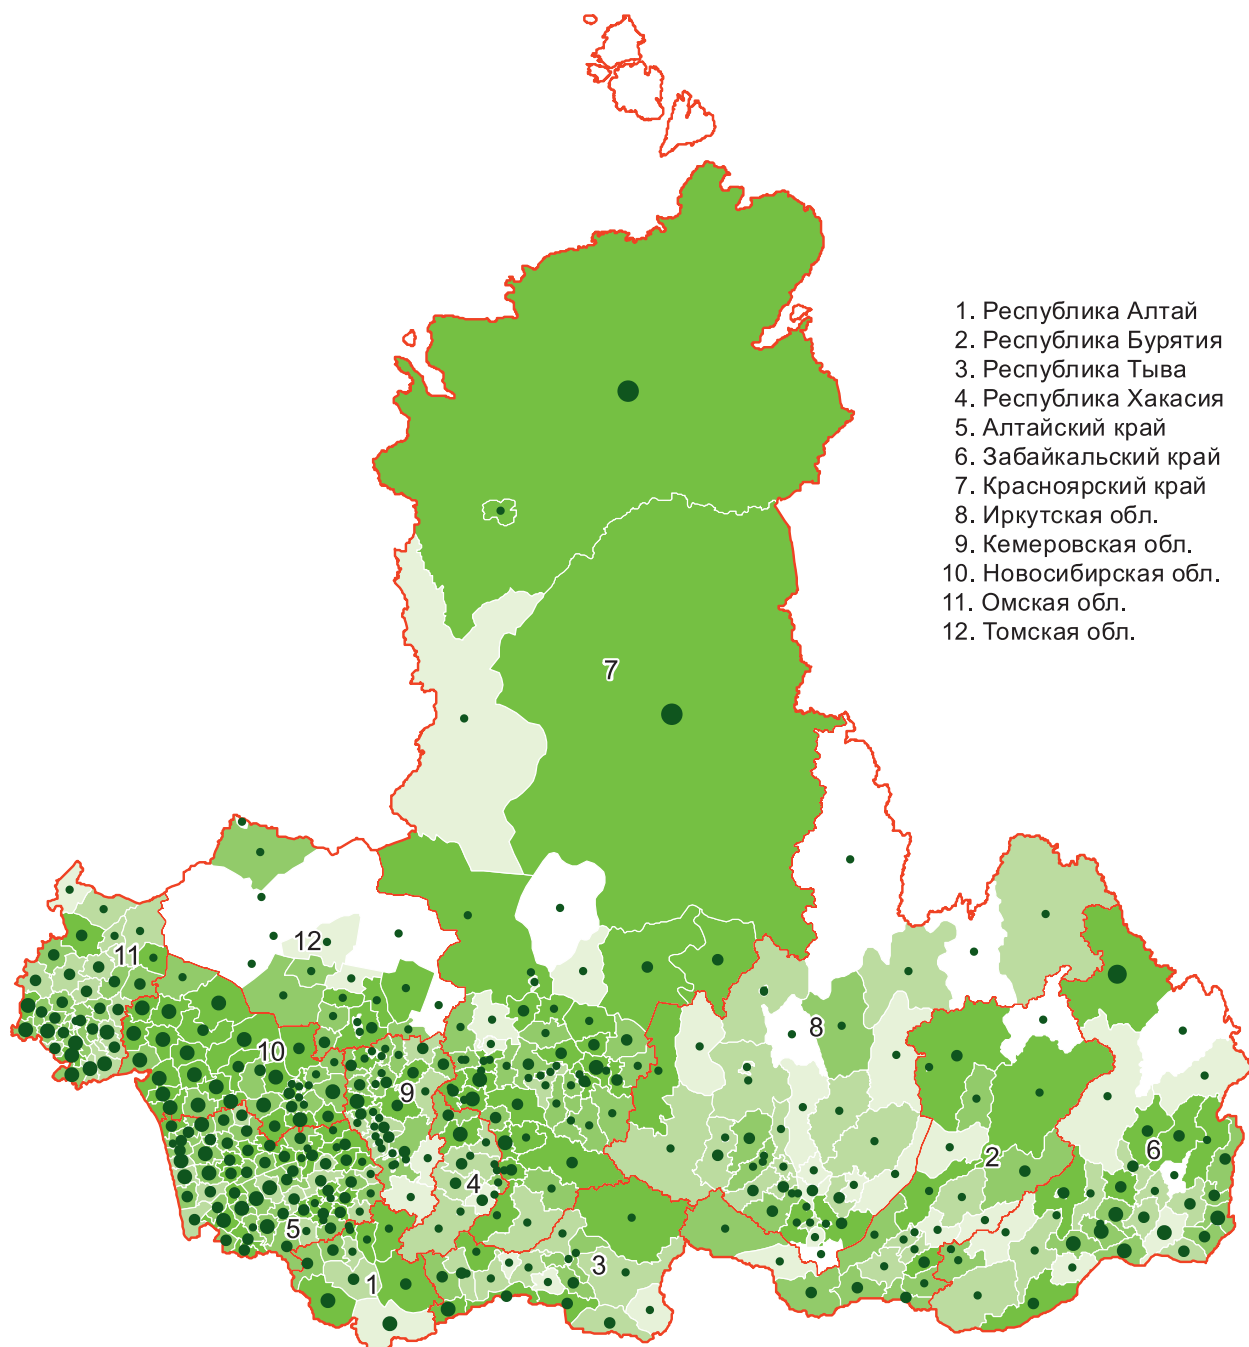 1. Республика Алтай
2. Республика Бурятия
3. Республика Тыва
4. Республика Хакасия
5. Алтайский край
6. Забайкальский край
7. Красноярский край
8. Иркутская обл.
9. Кемеровская обл.
10. Новосибирская обл.
11. Омская обл.
12. Томская обл.
7
12
11
8
10
9
6
2
4
5
3
1